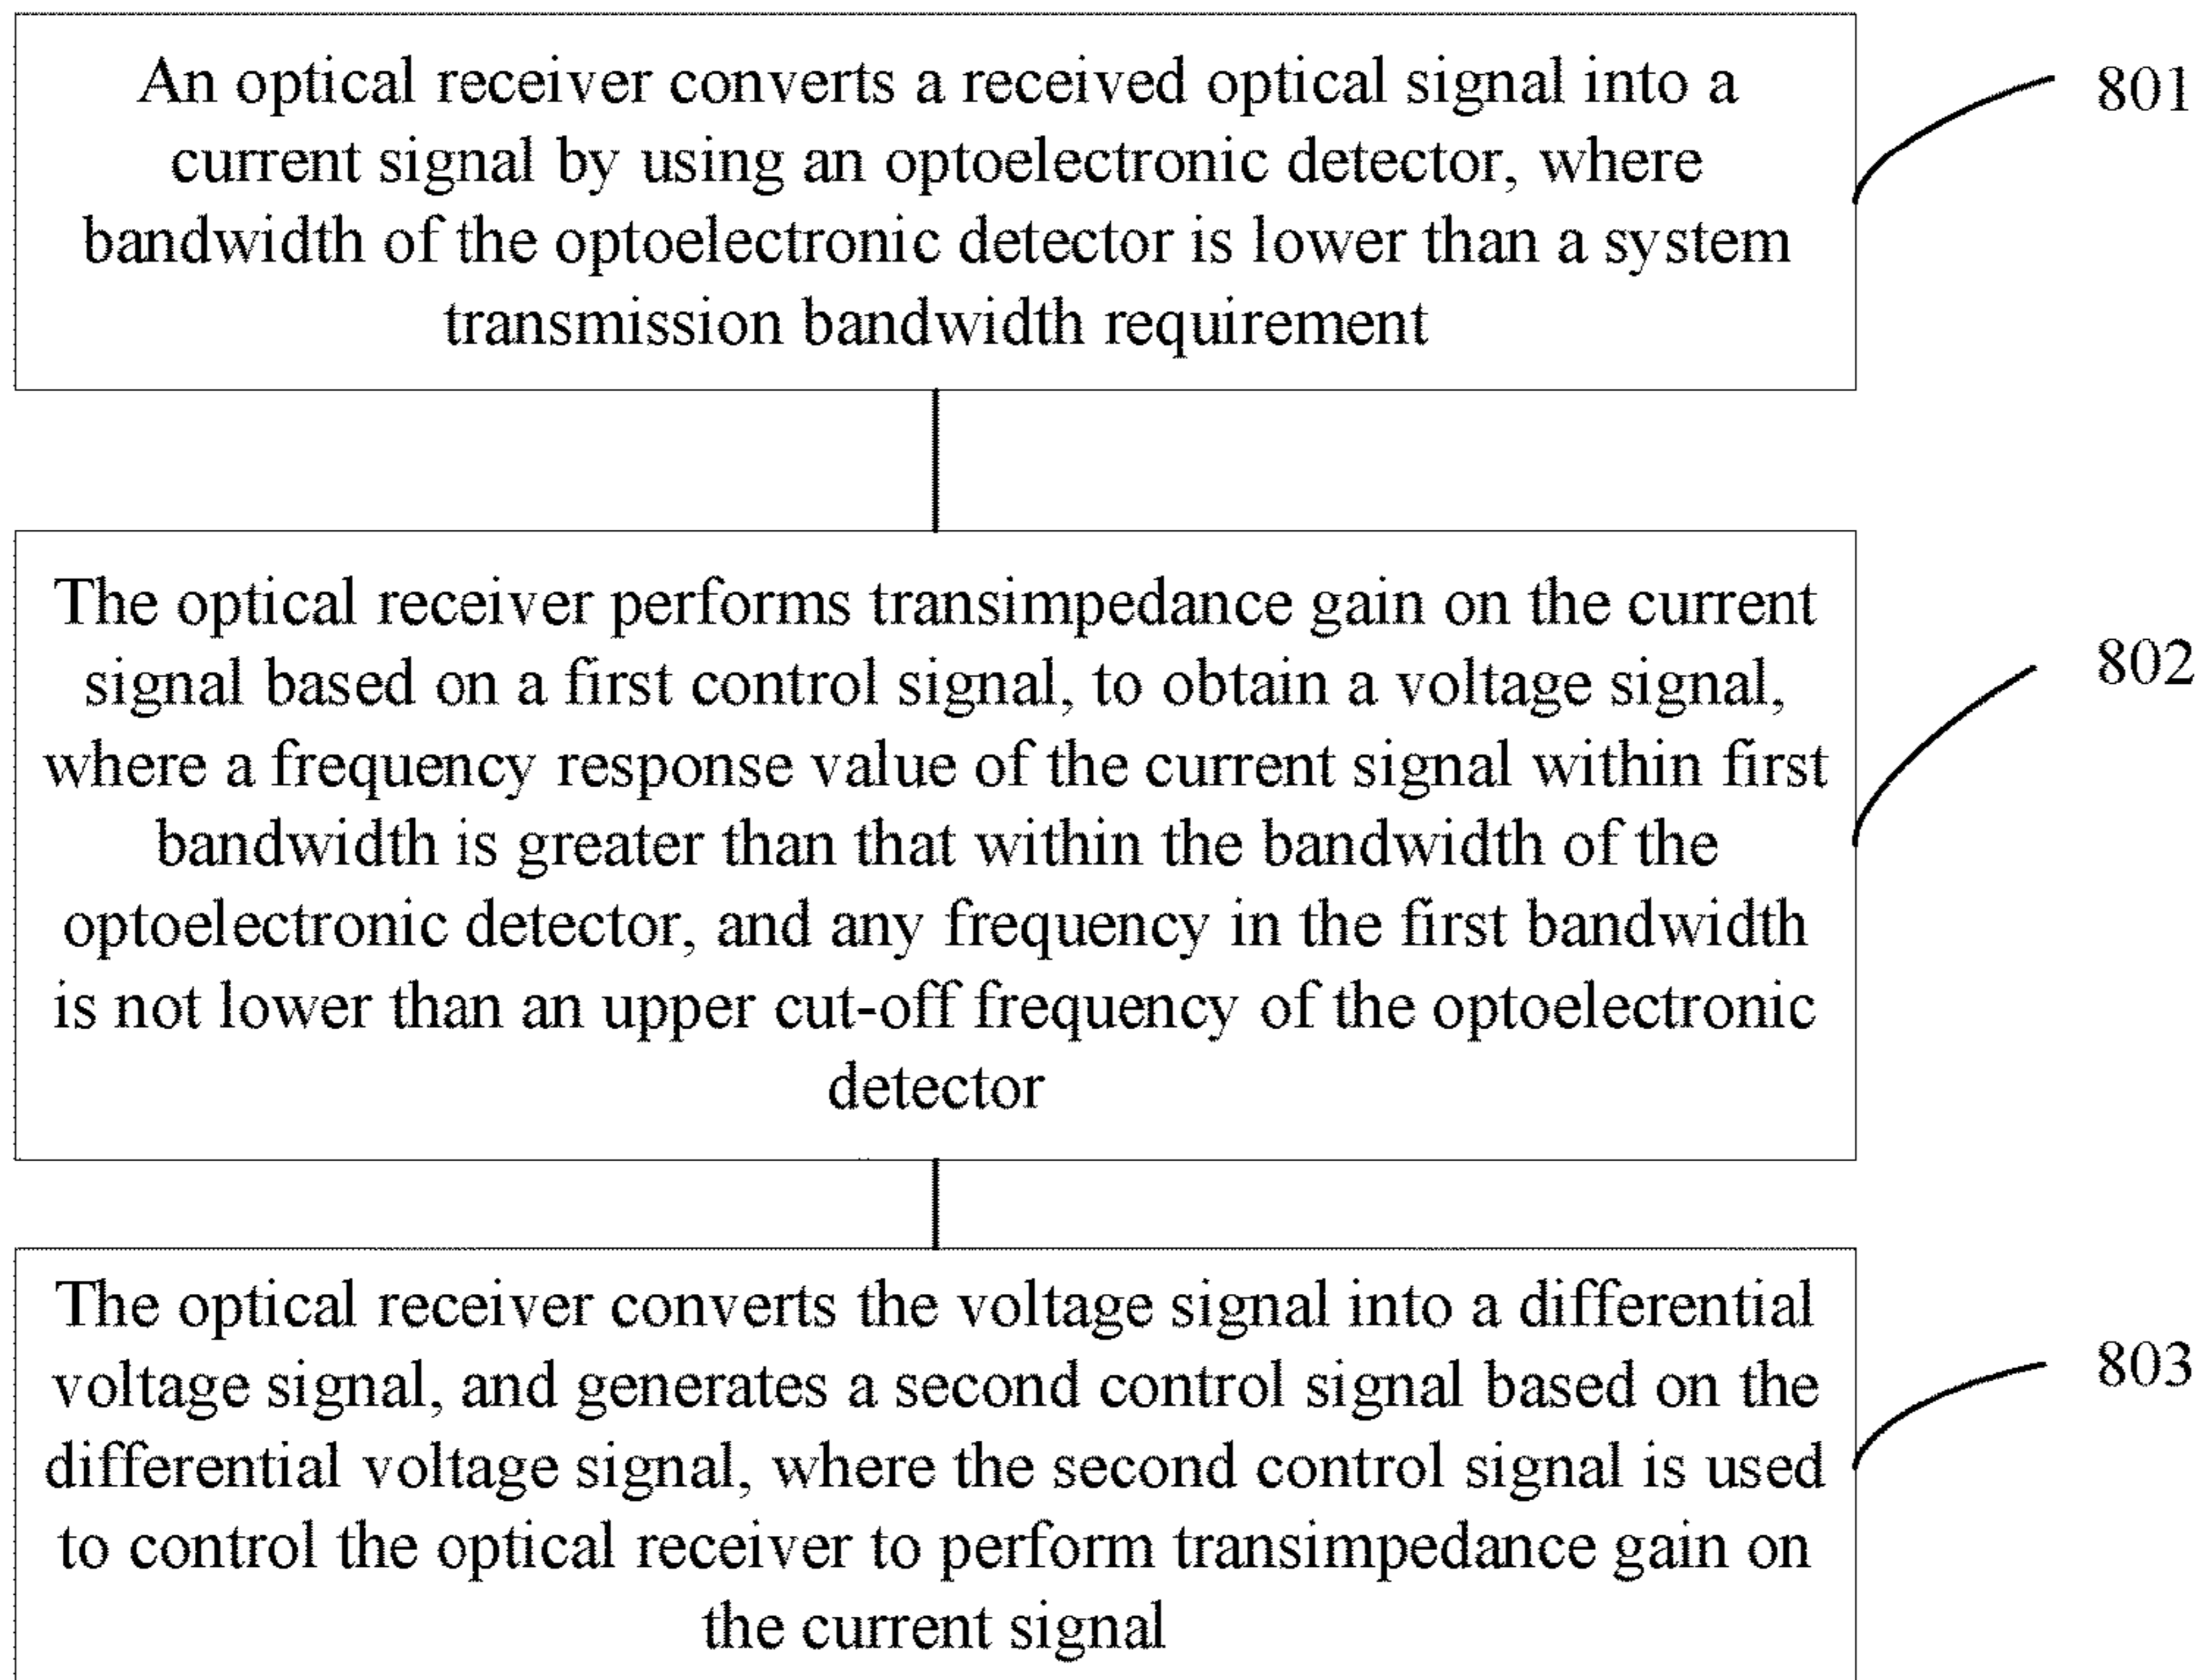 An optical receiver converts a received optical signal into a
current signal by using an optoelectronic detector, where
bandwidth of the optoelectronic detector is lower than a system
transmission bandwidth requirement
801
The optical receiver performs transimpedance gain on the current
signal based on a first control signal, to obtain a voltage signal,
where a frequency response value of the current signal within first
bandwidth is greater than that within the bandwidth of the
optoelectronic detector, and any frequency in the first bandwidth
is not lower than an upper cut-off frequency of the optoelectronic
detector
802
The optical receiver converts the voltage signal into a differential
voltage signal, and generates a second control signal based on the
differential voltage signal, where the second control signal is used
to control the optical receiver to perform transimpedance gain on
the current signal
803